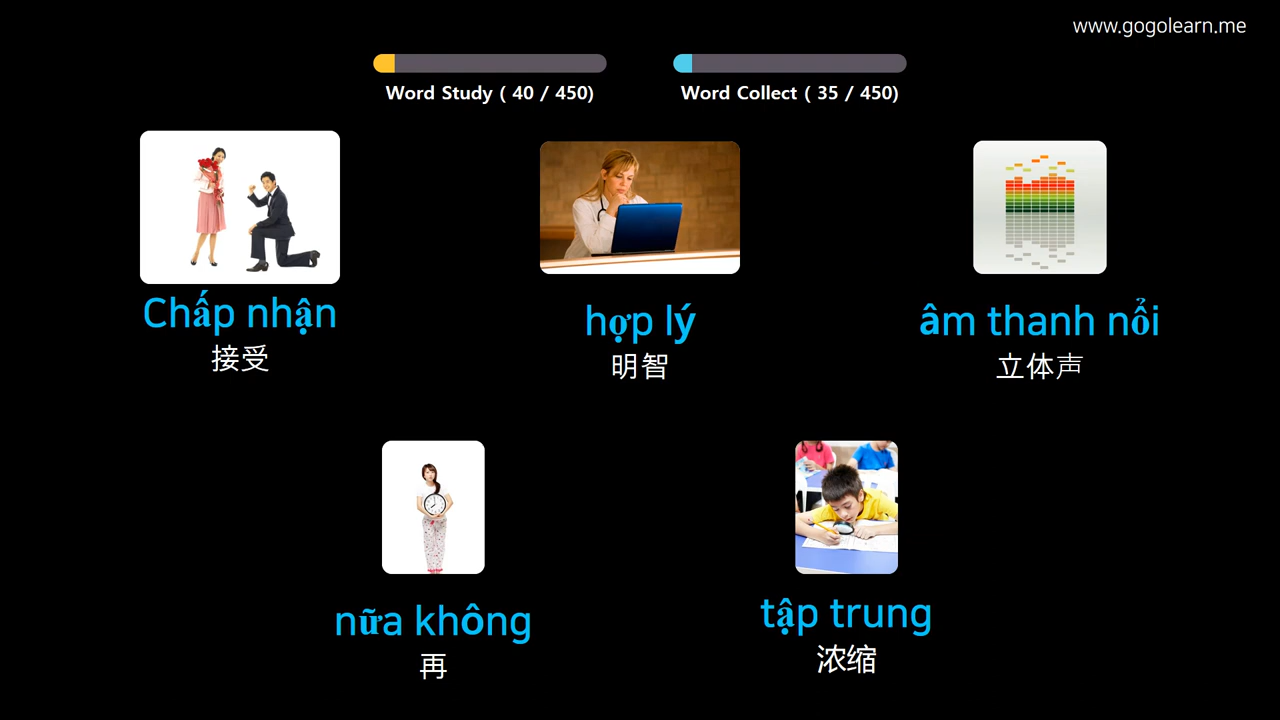 www.gogolearn.me
Word Study ( 40 / 450)
Word Collect ( 35 / 450)
Chấp nhận
接受
hợp lý
明智
âm thanh nổi
立体声
nữa không
再
tập trung
浓缩